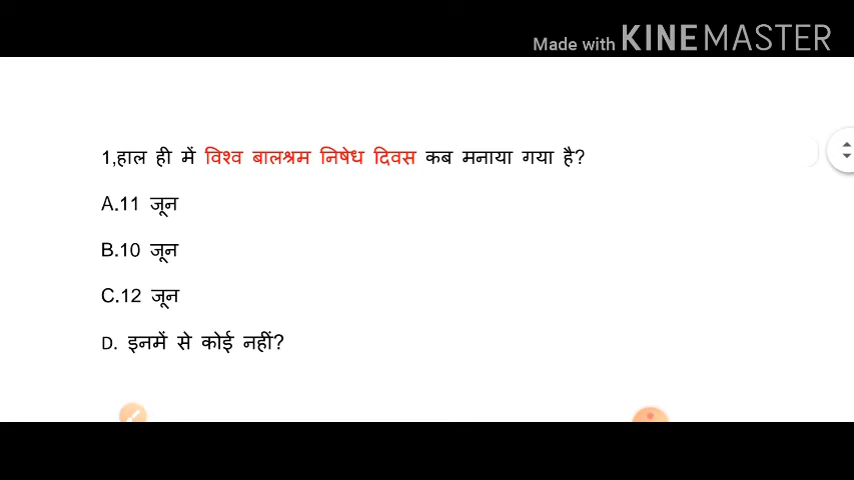 Made with KINEMASTER
1,हाल ही में विश्व बालश्रम निषेध दिवस कब मनाया गया है?
A.11 जून
B.10 जून
C.12 जून
D. इनमें से कोई नहीं?